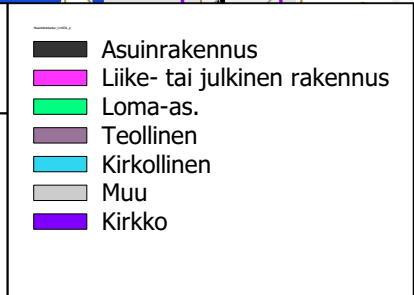 Asuinrakennus
Liike- tai julkinen rakennus
Loma-as.
Teollinen
Kirkollinen
Muu
Kirkko